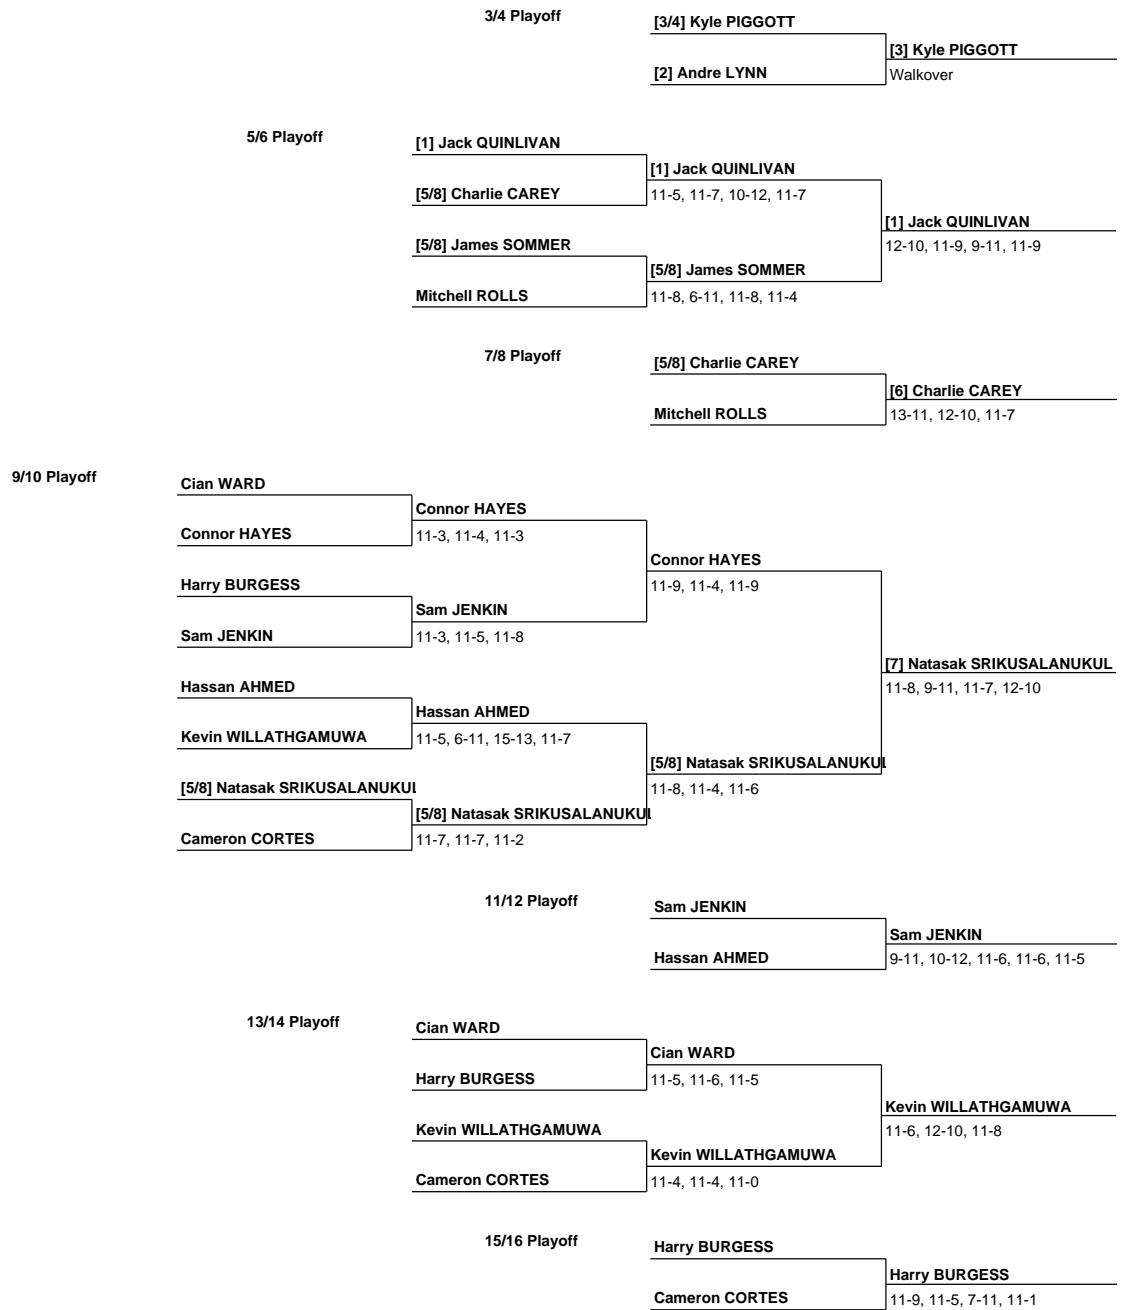 3/4 Playoff
[3/4] Kyle PIGGOTT
[3] Kyle PIGGOTT
[2] Andre LYNN
Walkover
5/6 Playoff
[1] Jack QUINLIVAN
[1] Jack QUINLIVAN
[5/8] Charlie CAREY
11-5, 11-7, 10-12, 11-7
[1] Jack QUINLIVAN
[5/8] James SOMMER
12-10, 11-9, 9-11, 11-9
[5/8] James SOMMER
Mitchell ROLLS
11-8, 6-11, 11-8, 11-4
7/8 Playoff
[5/8] Charlie CAREY
[6] Charlie CAREY
Mitchell ROLLS
13-11, 12-10, 11-7
9/10 Playoff
Cian WARD
Connor HAYES
Connor HAYES
11-3, 11-4, 11-3
Connor HAYES
Harry BURGESS
11-9, 11-4, 11-9
Sam JENKIN
Sam JENKIN
11-3, 11-5, 11-8
[7] Natasak SRIKUSALANUKUL
Hassan AHMED
11-8, 9-11, 11-7, 12-10
Hassan AHMED
Kevin WILLATHGAMUWA
11-5, 6-11, 15-13, 11-7
[5/8] Natasak SRIKUSALANUKUL
[5/8] Natasak SRIKUSALANUKUL
11-8, 11-4, 11-6
[5/8] Natasak SRIKUSALANUKUL
Cameron CORTES
11-7, 11-7, 11-2
11/12 Playoff
Sam JENKIN
Sam JENKIN
Hassan AHMED
9-11, 10-12, 11-6, 11-6, 11-5
13/14 Playoff
Cian WARD
Cian WARD
Harry BURGESS
11-5, 11-6, 11-5
Kevin WILLATHGAMUWA
Kevin WILLATHGAMUWA
11-6, 12-10, 11-8
Kevin WILLATHGAMUWA
Cameron CORTES
11-4, 11-4, 11-0
15/16 Playoff
Harry BURGESS
Harry BURGESS
Cameron CORTES
11-9, 11-5, 7-11, 11-1